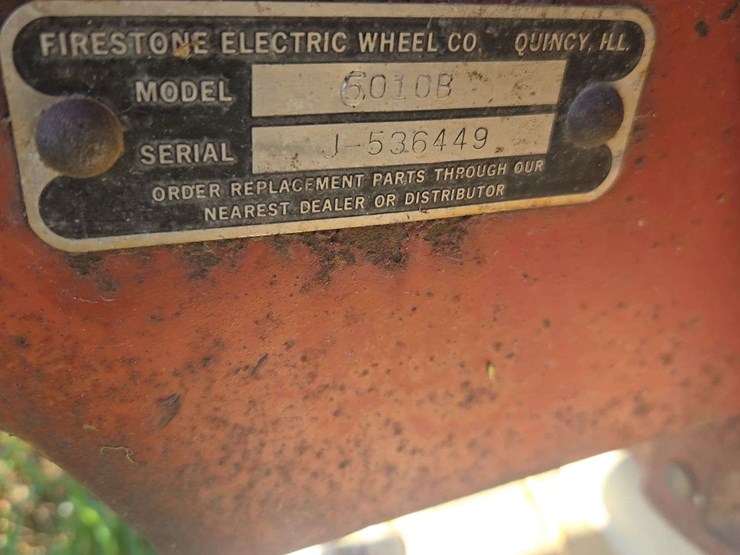 FIRESTONE ELECTRIC WHEEL CO. QUINCY, ILL.
MODEL 6010B
SERIAL J-536449
ORDER REPLACEMENT PARTS THROUGH OUR
NEAREST DEALER OR DISTRIBUTOR